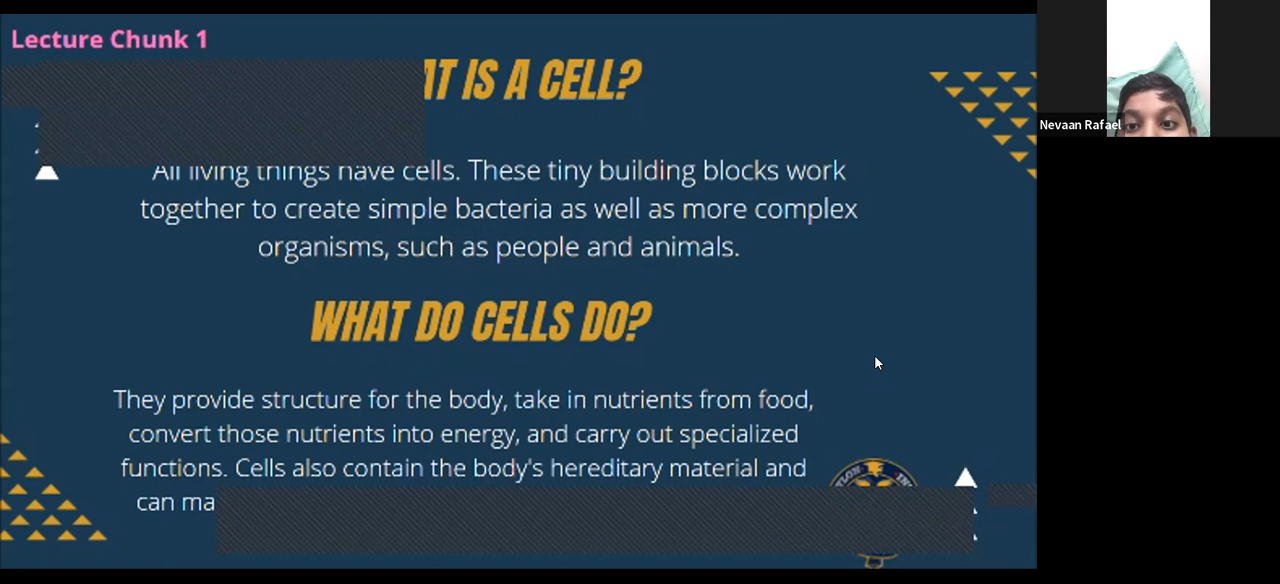 Lecture Chunk 1
IS A CELL?
All living things have cells. These tiny building blocks work
together to create simple bacteria as well as more complex
organisms, such as people and animals.
WHAT DO CELLS DO?
They provide structure for the body, take in nutrients from food,
convert those nutrients into energy, and carry out specialized
functions. Cells also contain the body's hereditary material and
can
Nevaan Rafael